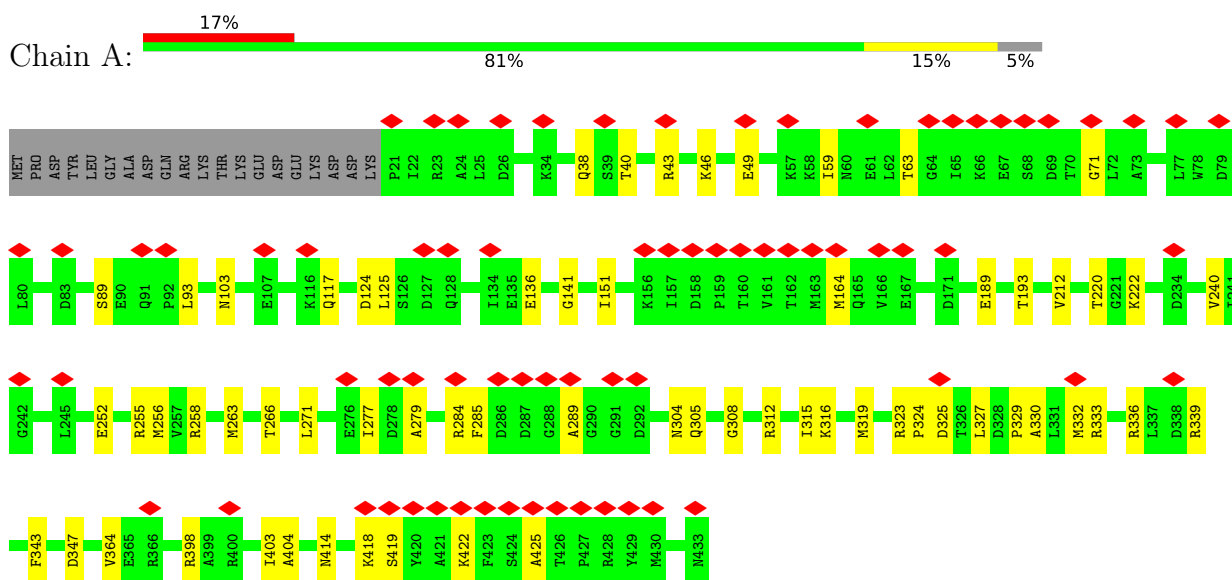 17%
Chain A:
81% 15% 5%
MET PRO ASP TYR LEU GLY ALA ASP GLN ARG LYS THR LYS GLU ASP GLU LYS ASP ASP LYS P21 I22 R23 A24 L25 D26 K34 Q38 S39 T40 R43 K46 E49 K57 K58 I59 N60 E61 L62 T63 G64 I65 K66 E67 S68 D69 T70 G71 L72 A73 L77 W78 D79
L80 D83 S89 E90 Q91 P92 L93 N103 E107 K116 Q117 D124 L125 S126 D127 Q128 I134 E135 E136 G141 I151 K156 I157 D158 P159 T160 V161 T162 M163 M164 Q165 V166 E167 D171 E189 T193 V212 T220 G221 K222 D234 V240 I241
G242 L245 E252 R255 M256 V257 R258 M263 T266 L271 E276 I277 D278 A279 R284 F285 D286 D287 G288 A289 G290 G291 D292 N304 Q305 G308 R312 I315 K316 M319 R323 P324 D325 T326 L327 D328 P329 A330 L331 M332 R333 R336 L337 D338 R339
F343 D347 V364 E365 R366 R398 A399 R400 I403 A404 N414 K418 S419 Y420 A421 K422 F423 S424 A425 T426 P427 R428 Y429 M430 N433